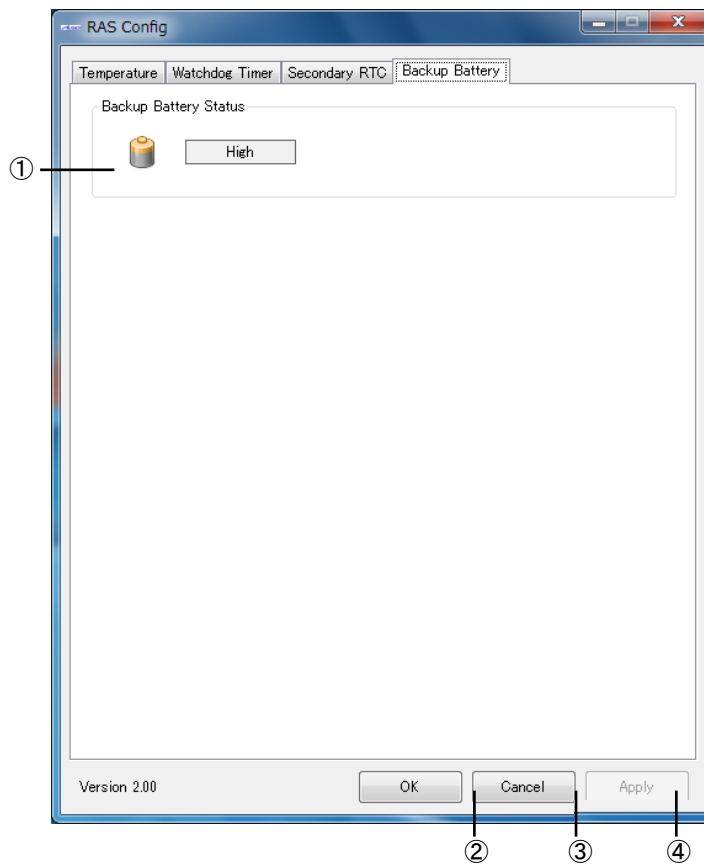 RAS Config
Temperature Watchdog Timer Secondary RTC Backup Battery
Backup Battery Status
High
①
Version 2.00 OK Cancel Apply
② ③ ④